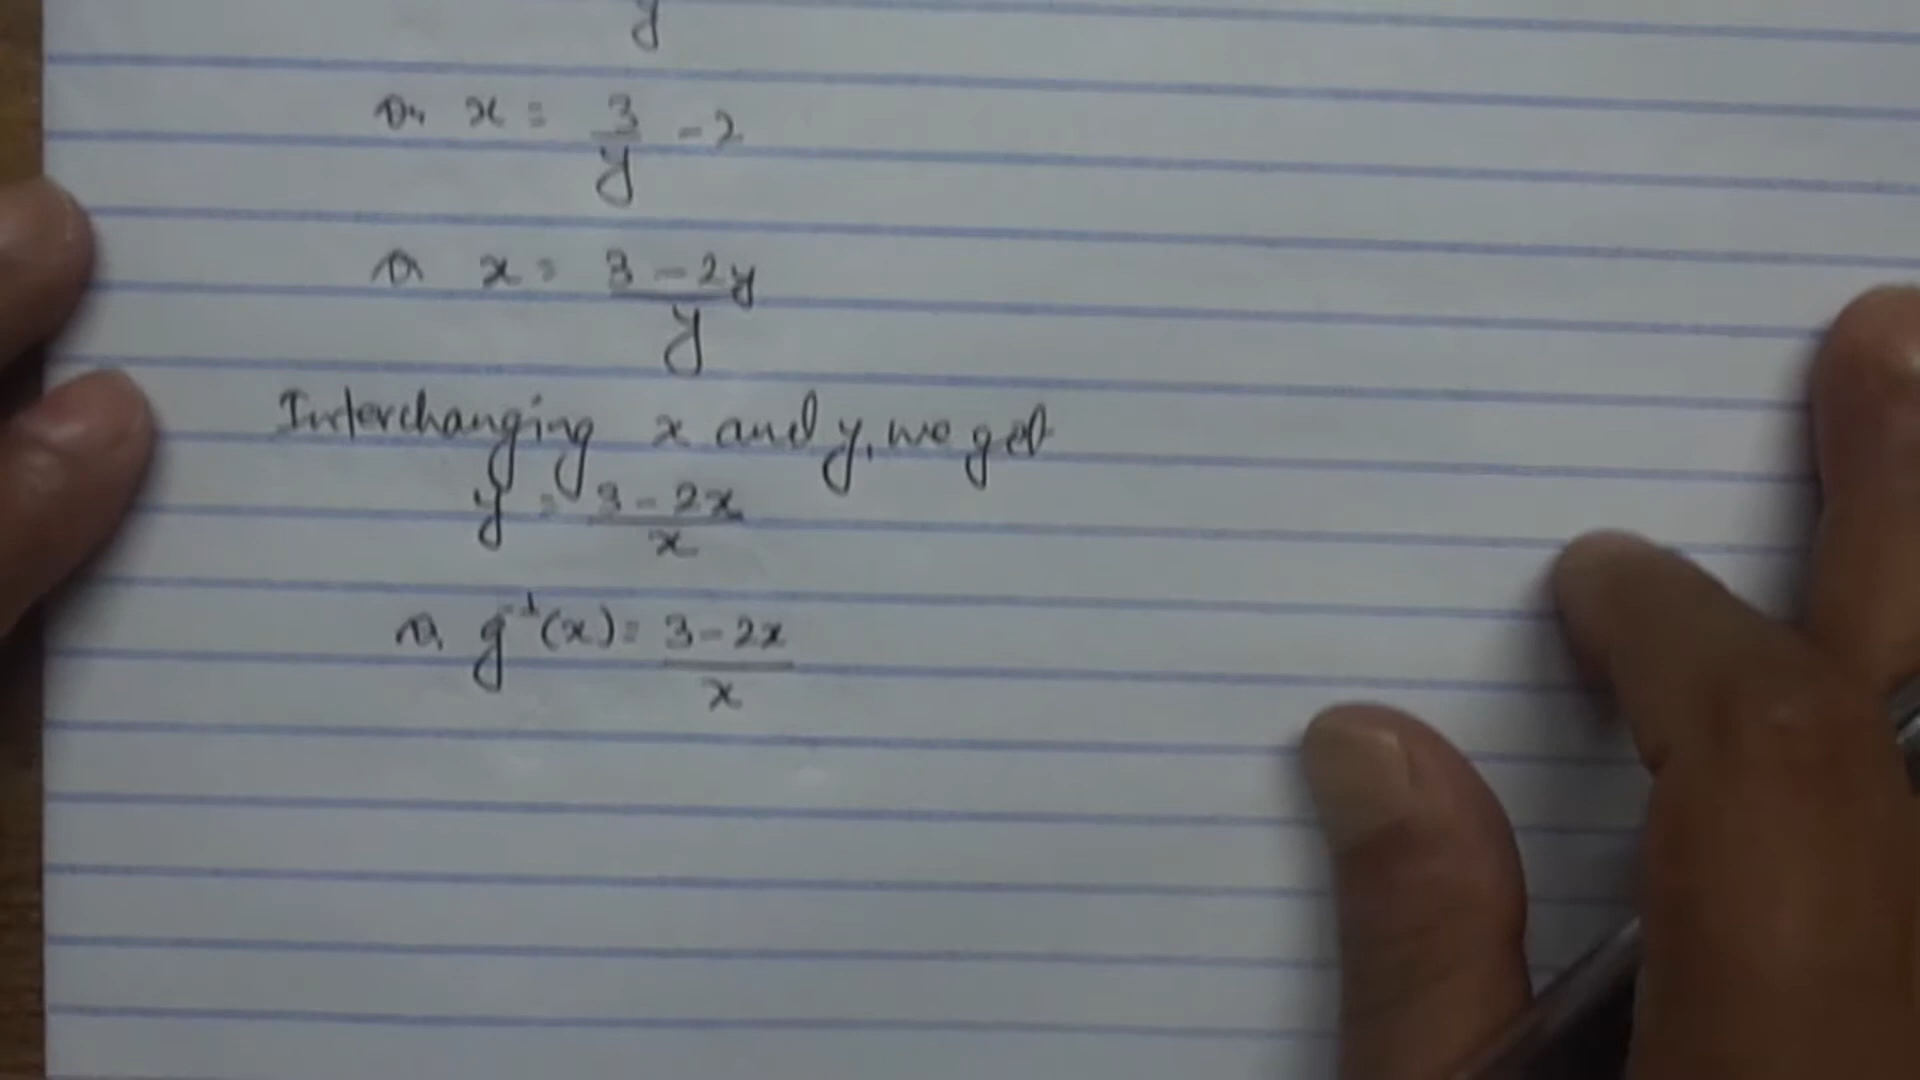 y
or, x = 3/y - 2
or x = (3 - 2y)/y
Interchanging x and y, we get
y = (3 - 2x)/x
or, g⁻¹(x) = (3 - 2x)/x